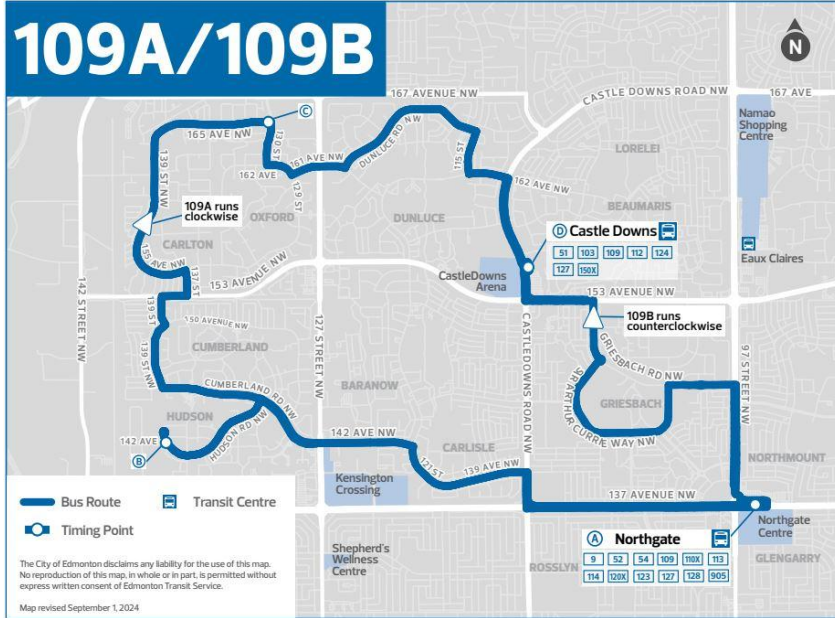 109A/109B
N
167 AVENUE NW
CASTLE DOWNS ROAD NW
167 AVE
C
165 AVE NW
130 ST
161 AVE NW
DUNLUCE RD NW
115 ST
162 AVE
129 ST
162 AVE NW
139 ST NW
Namao
Shopping
Centre
LORELEI
BEAUMARIS
109A runs
clockwise
OXFORD
DUNLUCE
CARLTON
D Castle Downs
51 103 109 112 124
127 150X
Eaux Claires
155 AVE NW
137 ST
153 AVENUE NW
CastleDowns
Arena
153 AVENUE NW
142 STREET NW
139 ST
150 AVENUE NW
127 STREET NW
CASTLEDOWNS ROAD NW
109B runs
counterclockwise
97 STREET NW
CUMBERLAND
139 ST NW
GRIESBACH RD NW
CUMBERLAND RD NW
BARANOW
SIR ARTHUR CURRIE WAY NW
GRIESBACH
HUDSON
HUDSON RD NW
142 AVE
B
142 AVE NW
CARLISLE
121 ST
139 AVE NW
NORTHMOUNT
Kensington
Crossing
137 AVENUE NW
Bus Route
Transit Centre
Timing Point
Northgate
Centre
GLENGARRY
A Northgate
9 52 54 109 110X 113
114 120X 123 127 128 905
ROSSLYN
Shepherd's
Wellness
Centre
The City of Edmonton disclaims any liability for the use of this map.
No reproduction of this map, in whole or in part, is permitted without
express written consent of Edmonton Transit Service.
Map revised September 1, 2024